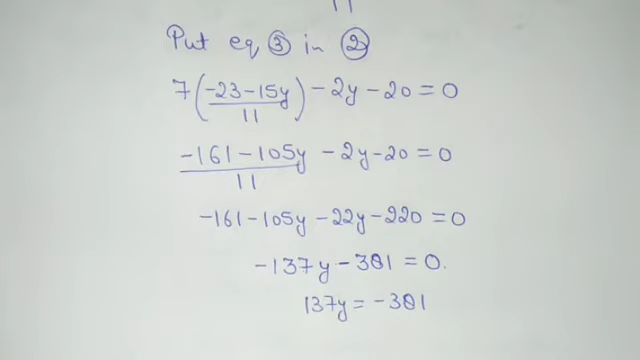 11
Put eq ③ in ②
7(-23-15y/11) - 2y - 20 = 0
-161 - 105y/11 - 2y - 20 = 0
-161 - 105y - 22y - 220 = 0
-137y - 381 = 0.
137y = -381